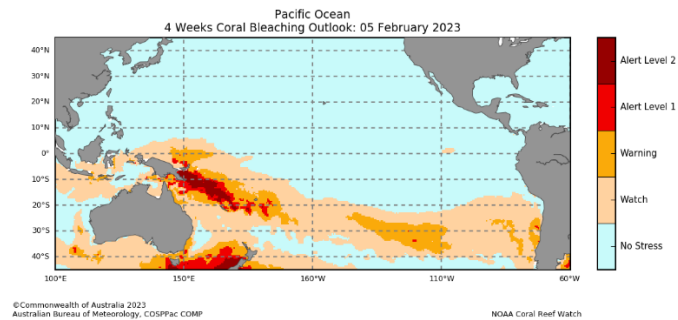 Pacific Ocean
4 Weeks Coral Bleaching Outlook: 05 February 2023
40°N
30°N
20°N
10°N
0°
10°S
20°S
30°S
40°S
100°E
150°E
160°W
110°W
60°W
Alert Level 2
Alert Level 1
Warning
Watch
No Stress
©Commonwealth of Australia 2023
Australian Bureau of Meteorology, COSPPac COMP
NOAA Coral Reef Watch